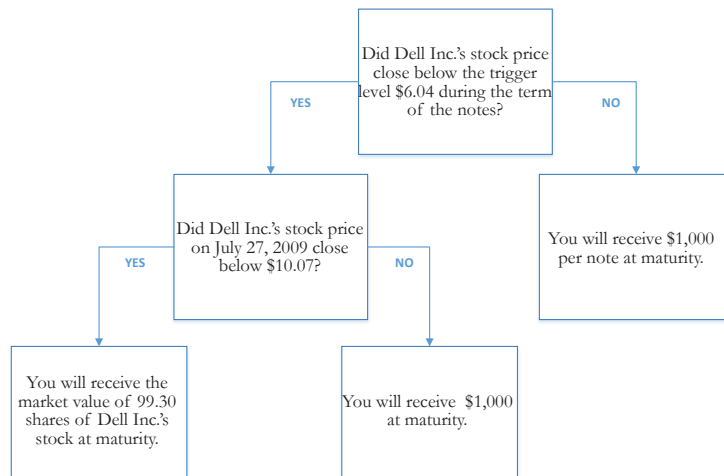 Did Dell Inc.'s stock price
close below the trigger
level $6.04 during the term
of the notes?
YES
NO
Did Dell Inc.'s stock price
on July 27, 2009 close
below $10.07?
You will receive $1,000
per note at maturity.
YES
NO
You will receive the
market value of 99.30
shares of Dell Inc.'s
stock at maturity.
You will receive $1,000
at maturity.